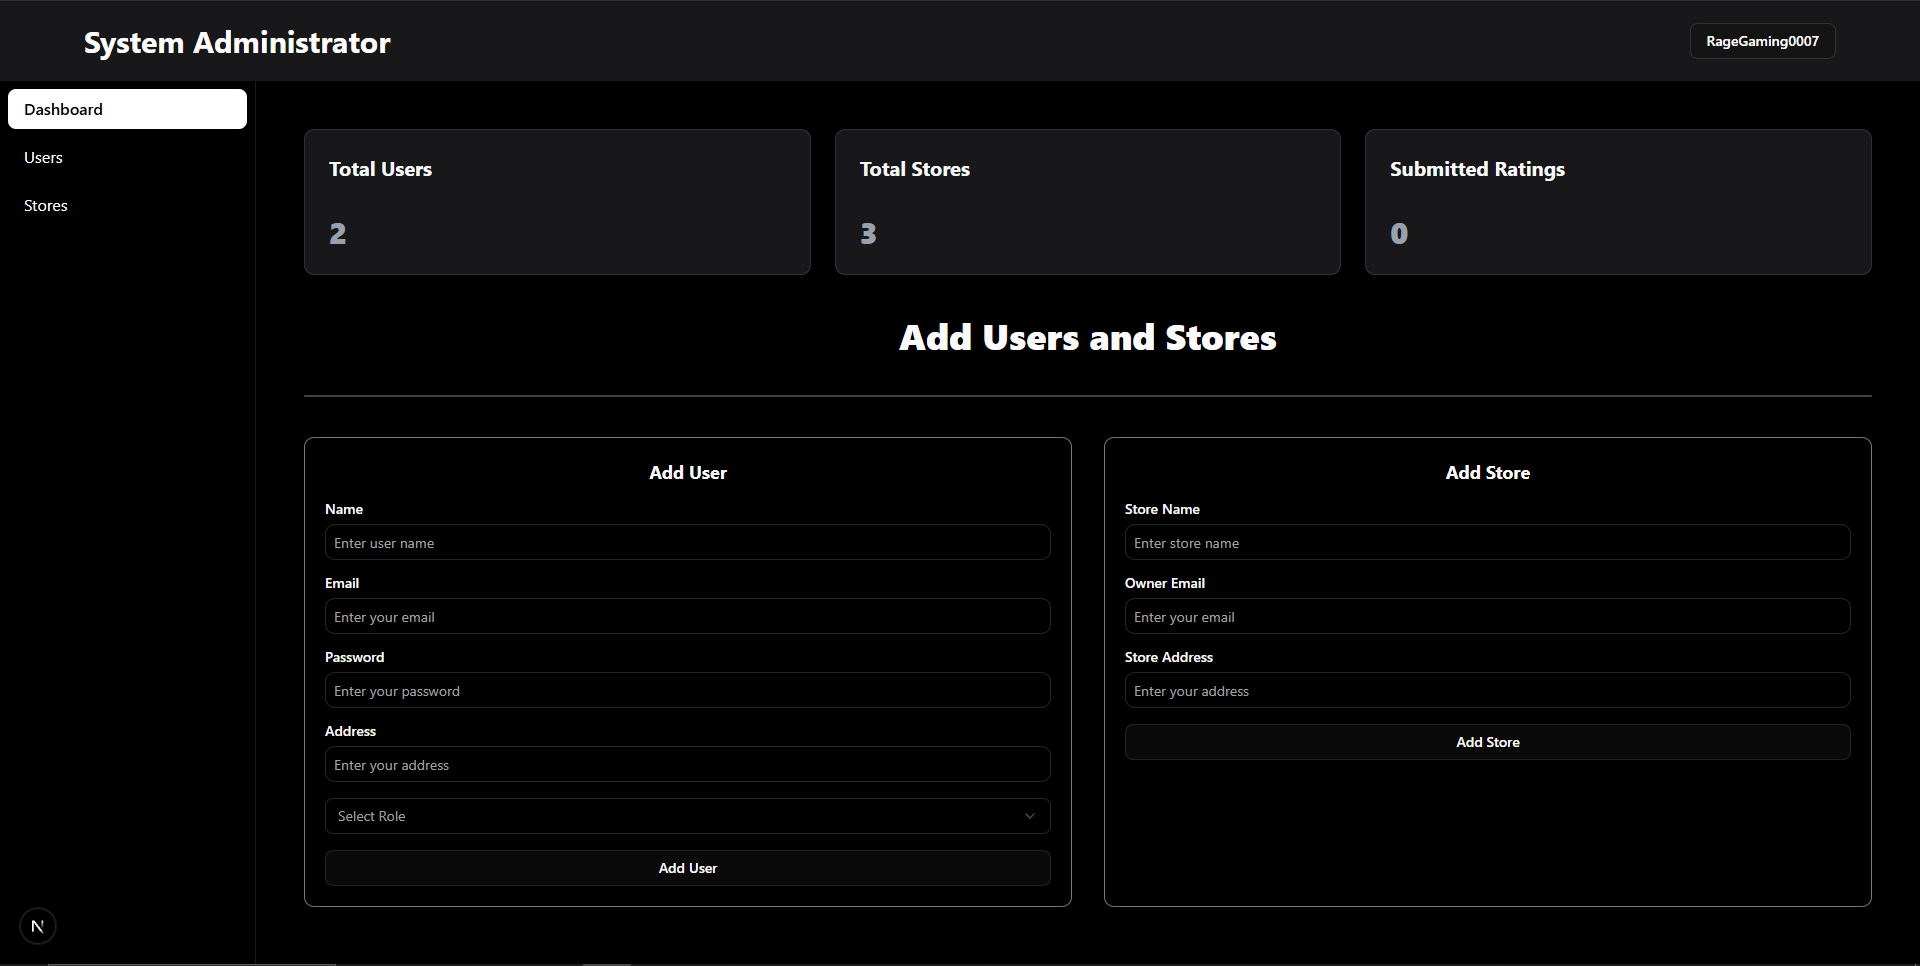 System Administrator
RageGaming0007
Dashboard
Users
Stores
Total Users
2
Total Stores
3
Submitted Ratings
0
Add Users and Stores
Add User
Name
Enter user name
Email
Enter your email
Password
Enter your password
Address
Enter your address
Select Role
Add User
Add Store
Store Name
Enter store name
Owner Email
Enter your email
Store Address
Enter your address
Add Store
N